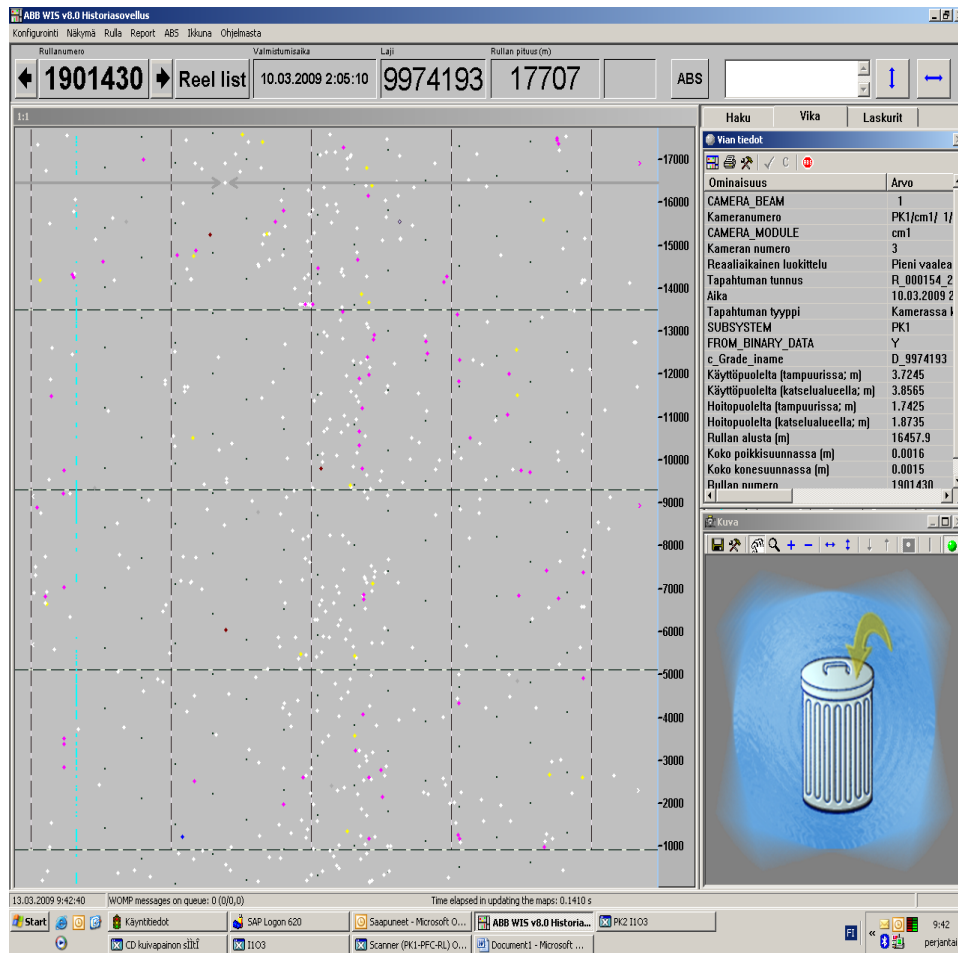 ABB WIS v8.0 Historiasovellus
Konfigurointi Näkymä Rulla Report ABS Ikkuna Ohjelmasta
Rullanumero Valmistumisaika Laji Rullan pituus (m)
1901430 Reel list 10.03.2009 2:05:10 9974193 17707 ABS
1:1
Haku Vika Laskurit
Vian tiedot
Ominaisuus Arvo
CAMERA_BEAM 1
Kameranumero PK1/cm1/ 1/
CAMERA_MODULE cm1
Kameran numero 3
Reaaliaikainen luokittelu Pieni vaalea
Tapahtuman tunnus R_000154_2
Aika 10.03.2009 2
Tapahtuman tyyppi Kamerassa k
SUBSYSTEM PK1
FROM_BINARY_DATA Y
c_Grade_iname D_9974193
Käyttöpuolelta (tampuurissa; m) 3.7245
Käyttöpuolelta (katselualueella; m) 3.8565
Hoitopuolelta (tampuurissa; m) 1.7425
Hoitopuolelta (katselualueella; m) 1.8735
Rullan alusta (m) 16457.9
Koko poikkisuunnassa (m) 0.0016
Koko konesuunnassa (m) 0.0015
Rullan numero 1901430
-17000
-16000
-15000
-14000
-13000
-12000
-11000
-10000
-9000
-8000
-7000
-6000
-5000
-4000
-3000
-2000
-1000
Kuva
13.03.2009 9:42:40 WOMP messages on queue: 0 (0/0,0) Time elapsed in updating the maps: 0.1410 s
Start Käyntitiedot SAP Logon 620 Saapuneet - Microsoft O... ABB WIS v8.0 Historia... PK2 I1O3 9:42
CD kuivapainon I1O3 Scanner (PK1-PFC-RL) O... Document1 - Microsoft ... FI perjantai